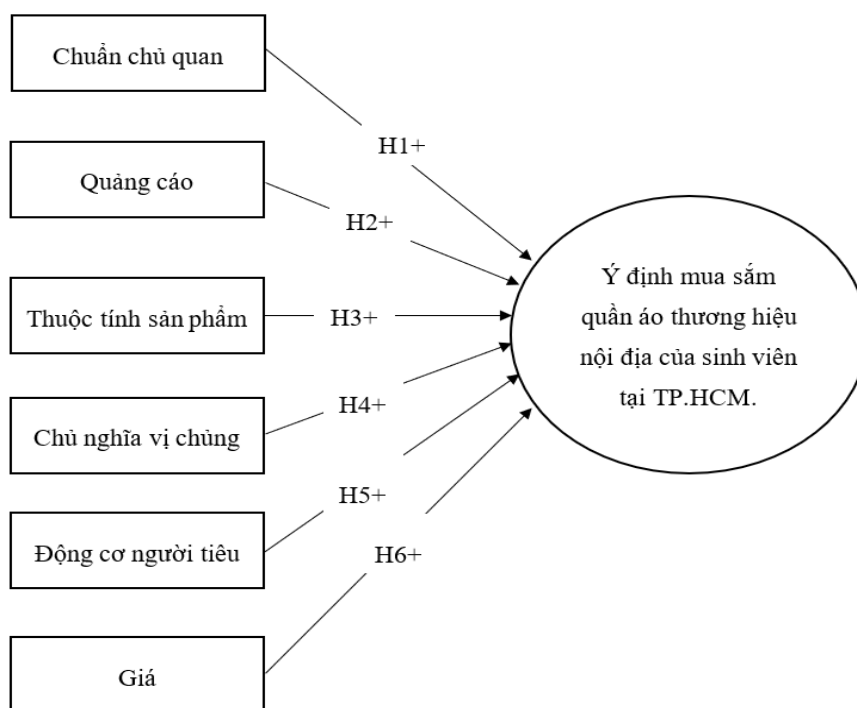 Chuẩn chủ quan
H1+
Quảng cáo
H2+
Thuộc tính sản phẩm
H3+
Ý định mua sắm
quần áo thương hiệu
nội địa của sinh viên
tại TP.HCM.
Chủ nghĩa vị chủng
H4+
Động cơ người tiêu
H5+
Giá
H6+